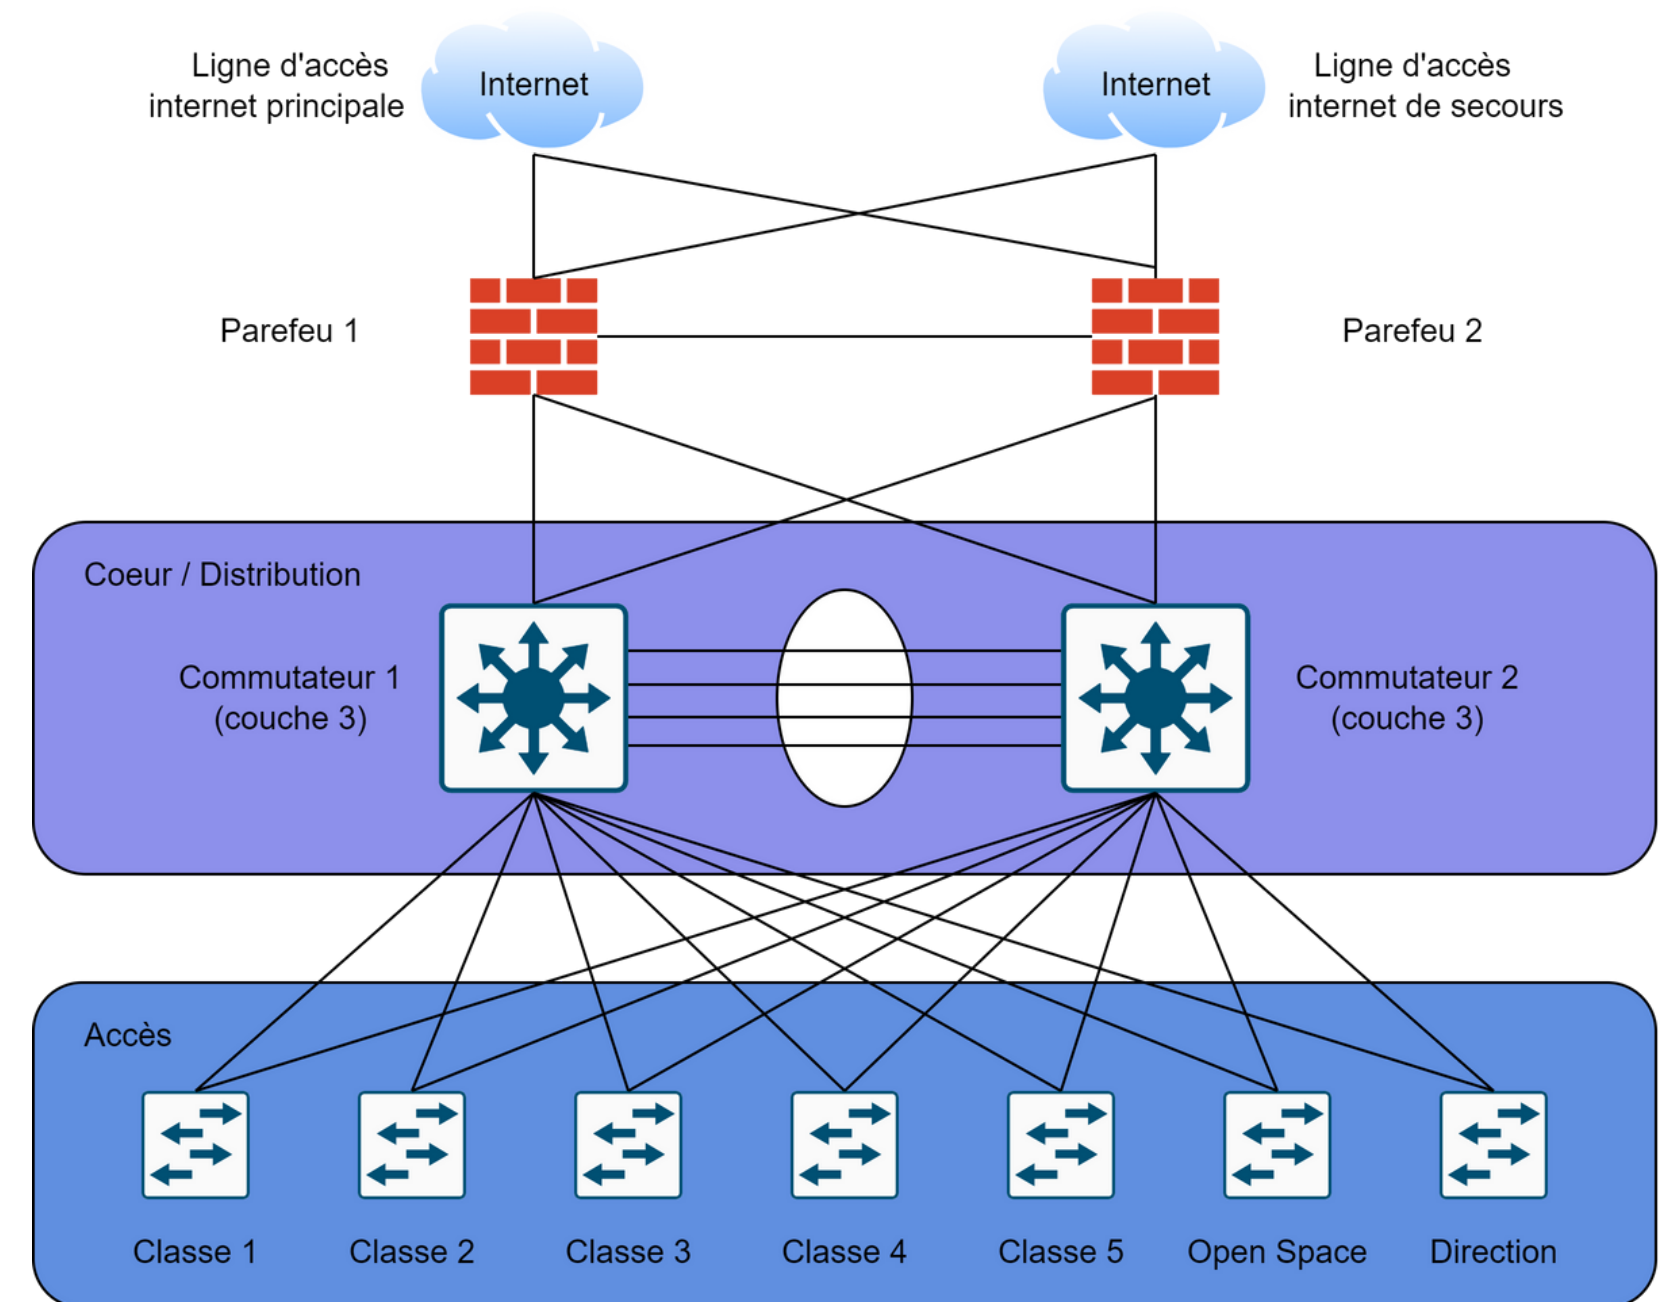 Ligne d'accès
internet principale
Internet
Internet
Ligne d'accès
internet de secours
Parefeu 1
Parefeu 2
Coeur / Distribution
Commutateur 1
(couche 3)
Commutateur 2
(couche 3)
Accès
Classe 1
Classe 2
Classe 3
Classe 4
Classe 5
Open Space
Direction